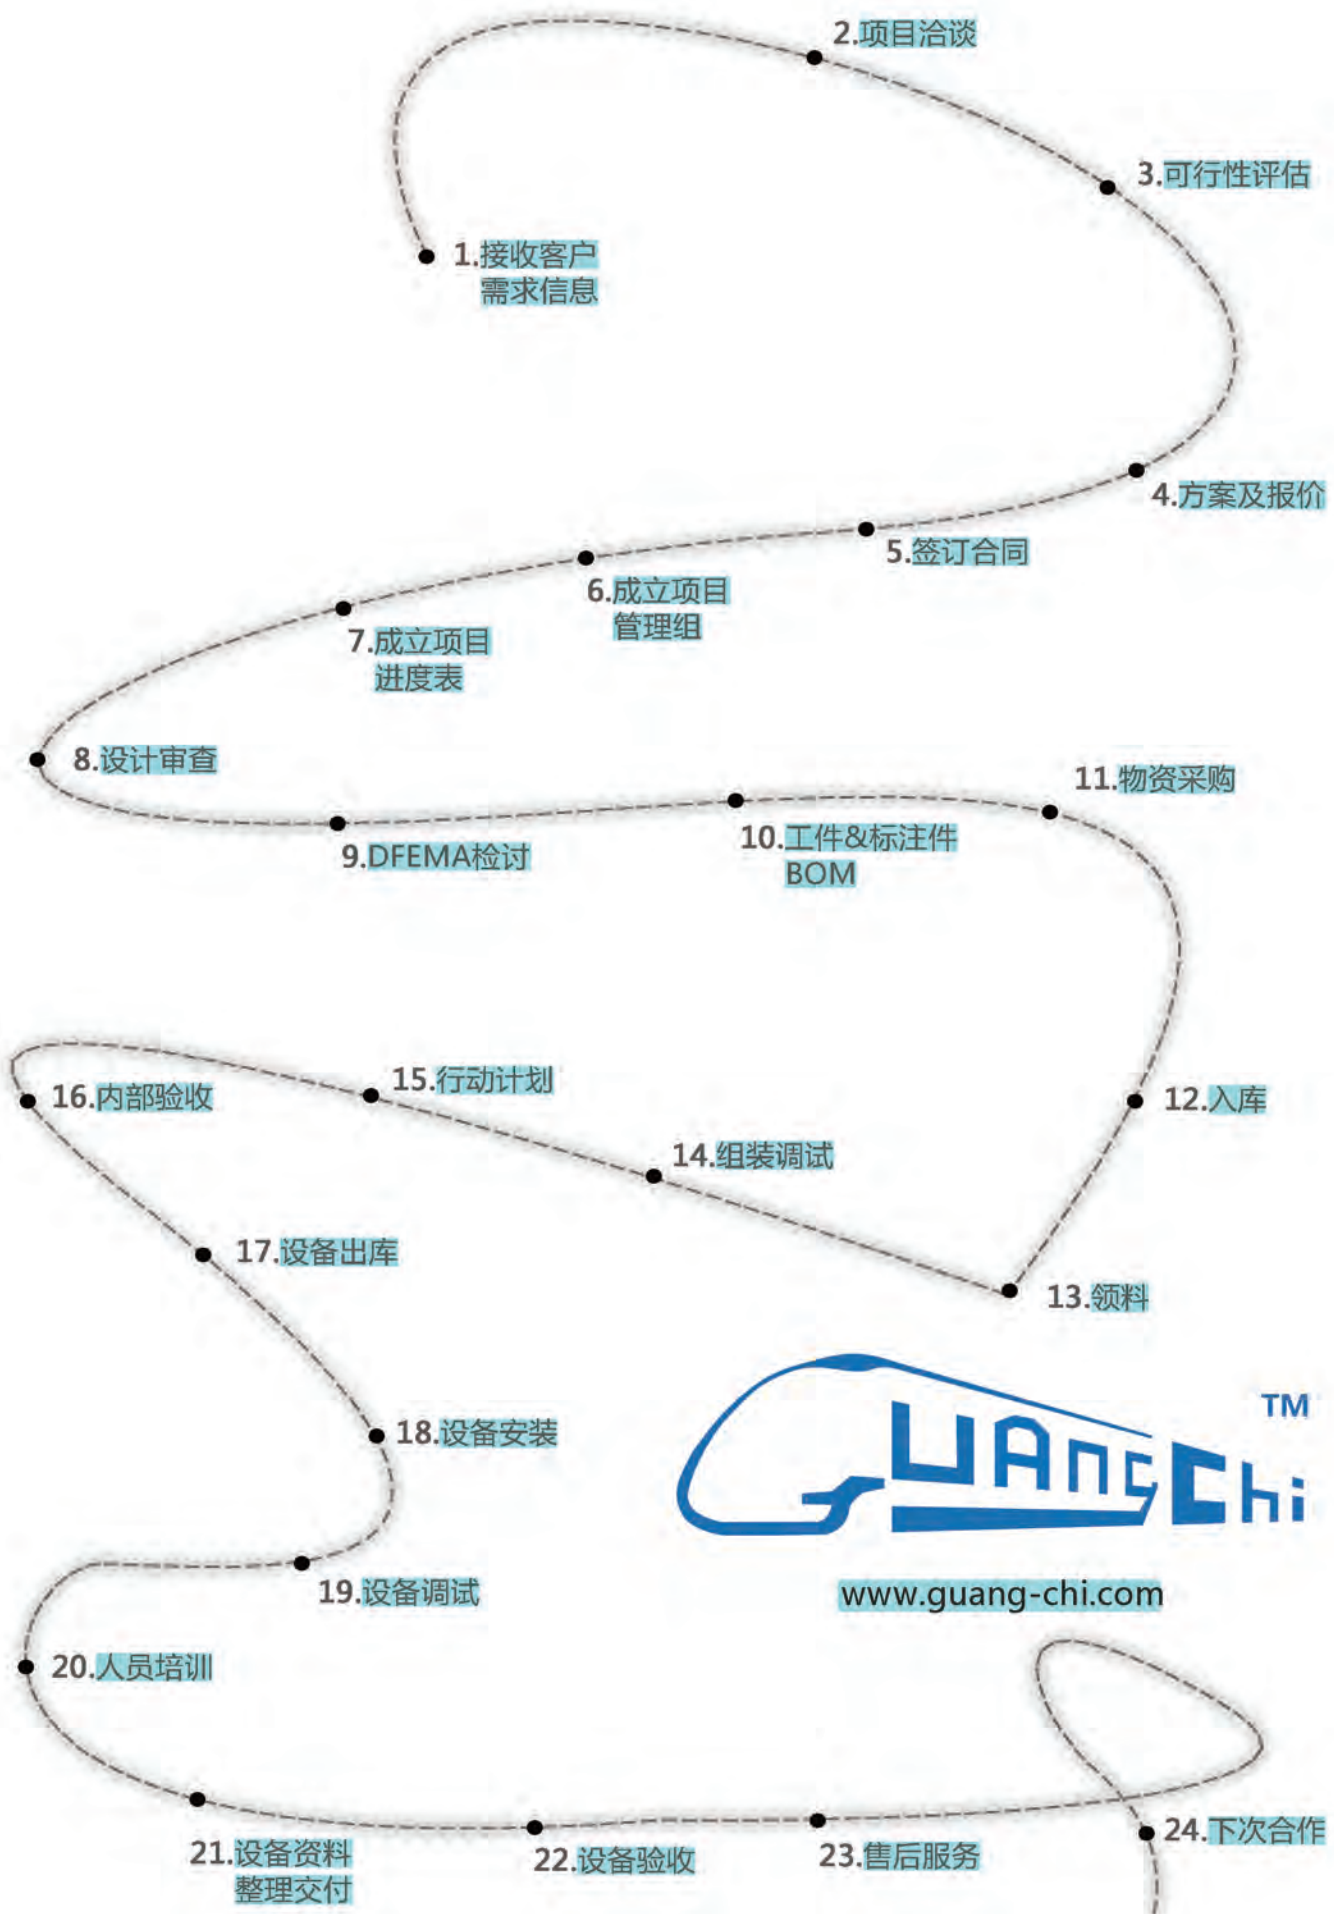 2.项目洽谈
3.可行性评估
1.接收客户
需求信息
4.方案及报价
5.签订合同
6.成立项目
管理组
7.成立项目
进度表
8.设计审查
9.DFEMA检讨
10.工件&标注件
BOM
11.物资采购
12.入库
13.领料
14.组装调试
15.行动计划
16.内部验收
17.设备出库
18.设备安装
GUAngChi TM
www.guang-chi.com
19.设备调试
20.人员培训
21.设备资料
整理交付
22.设备验收
23.售后服务
24.下次合作